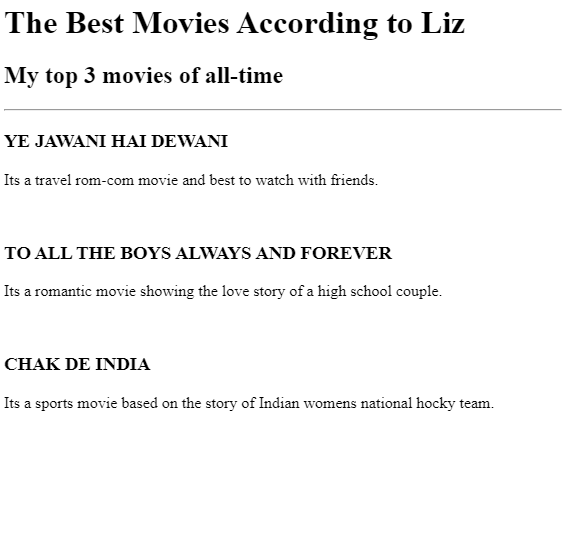 The Best Movies According to Liz
My top 3 movies of all-time
YE JAWANI HAI DEWANI
Its a travel rom-com movie and best to watch with friends.
TO ALL THE BOYS ALWAYS AND FOREVER
Its a romantic movie showing the love story of a high school couple.
CHAK DE INDIA
Its a sports movie based on the story of Indian womens national hocky team.